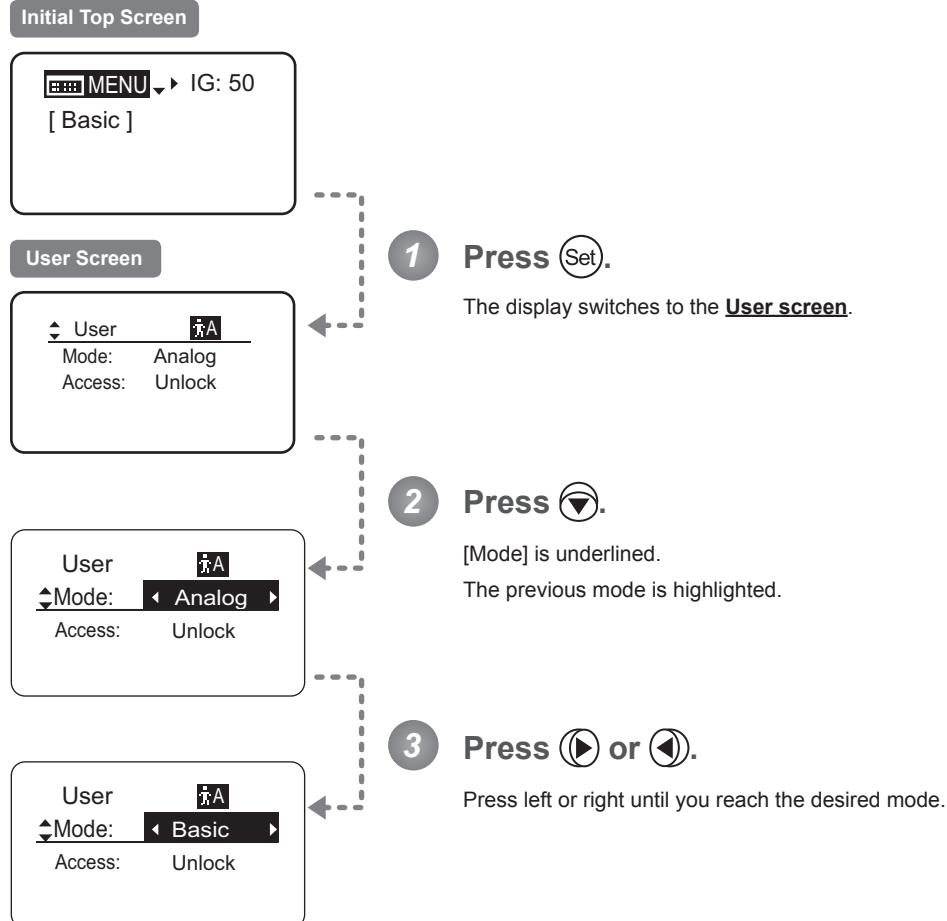 Initial Top Screen
MENU IG: 50
[ Basic ]
User Screen
1 Press Set.
The display switches to the User screen.
User A
Mode: Analog
Access: Unlock
2 Press .
[Mode] is underlined.
The previous mode is highlighted.
User A
Mode: Analog
Access: Unlock
3 Press or .
Press left or right until you reach the desired mode.
User A
Mode: Basic
Access: Unlock